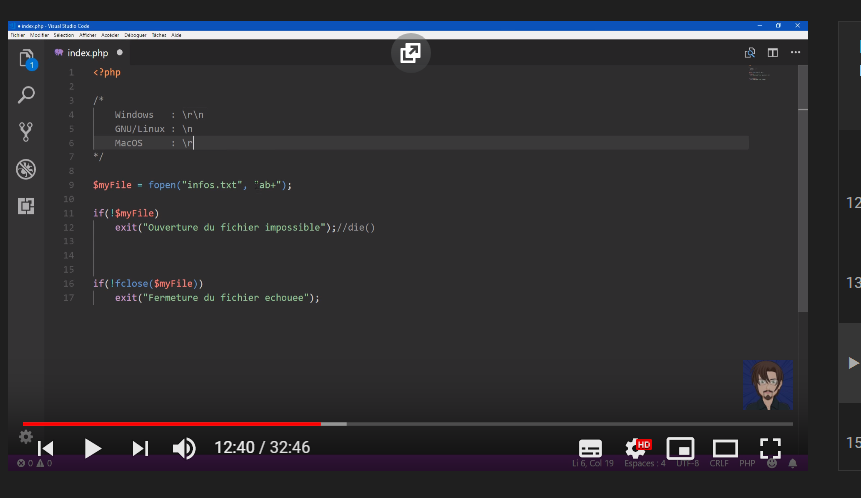 index.php - Visual Studio Code
Fichier Modifier Sélection Afficher Accéder Déboguer Tâches Aide
index.php
1
1 <?php
2
3 /*
4 Windows : \r\n
5 GNU/Linux : \n
6 MacOS : \r
7 */
8
9 $myFile = fopen("infos.txt", "ab+");
10
11 if(!$myFile)
12 exit("Ouverture du fichier impossible");//die()
13
14
15
16 if(!fclose($myFile))
17 exit("Fermeture du fichier echouee");
12
13
15
12:40 / 32:46
HD
0 0
Li 6, Col 19 Espaces : 4 UTF-8 CRLF PHP